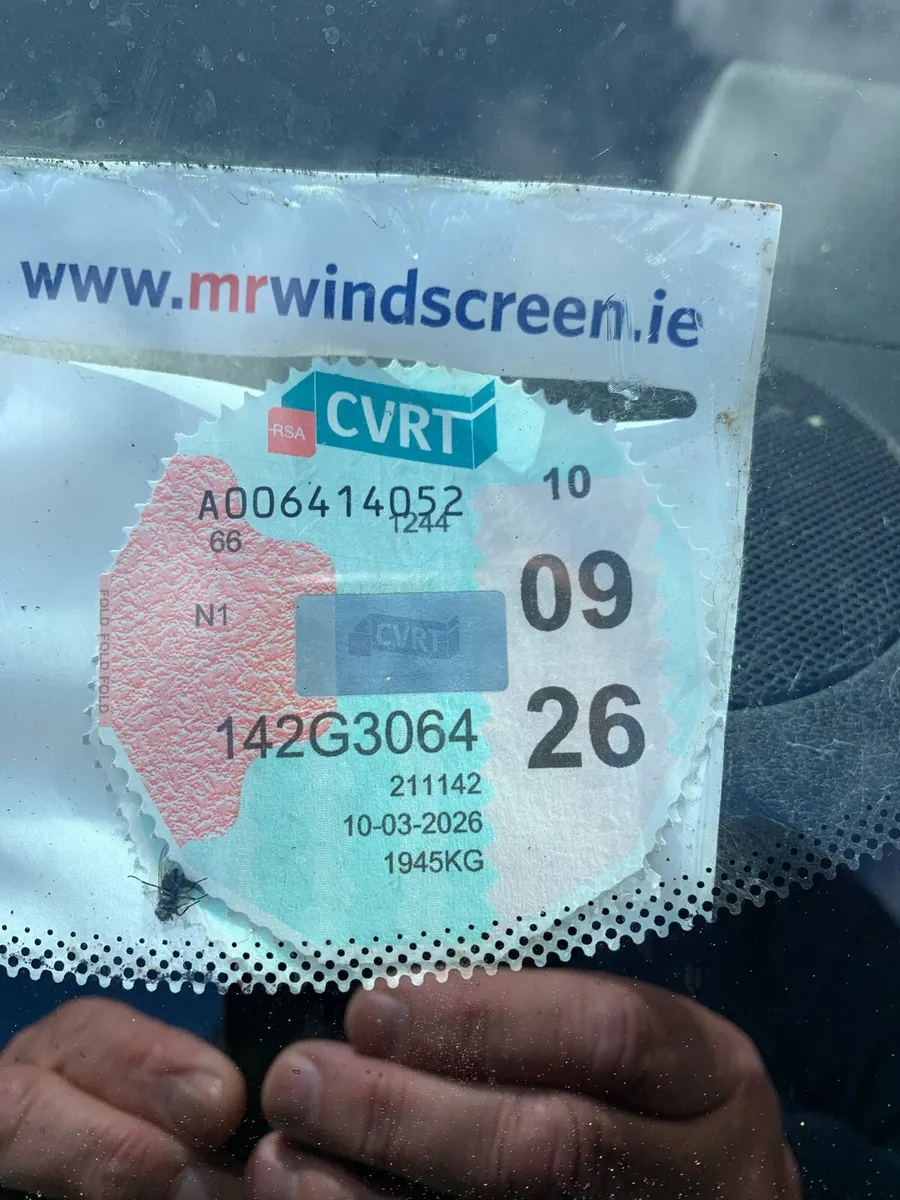 www.mrwindscreen.ie
RSA
CVRT
10
A006414052
1244
66
09
N1
CVRT
26
142G3064
211142
10-03-2026
1945KG
FOLD FOLD FOLD